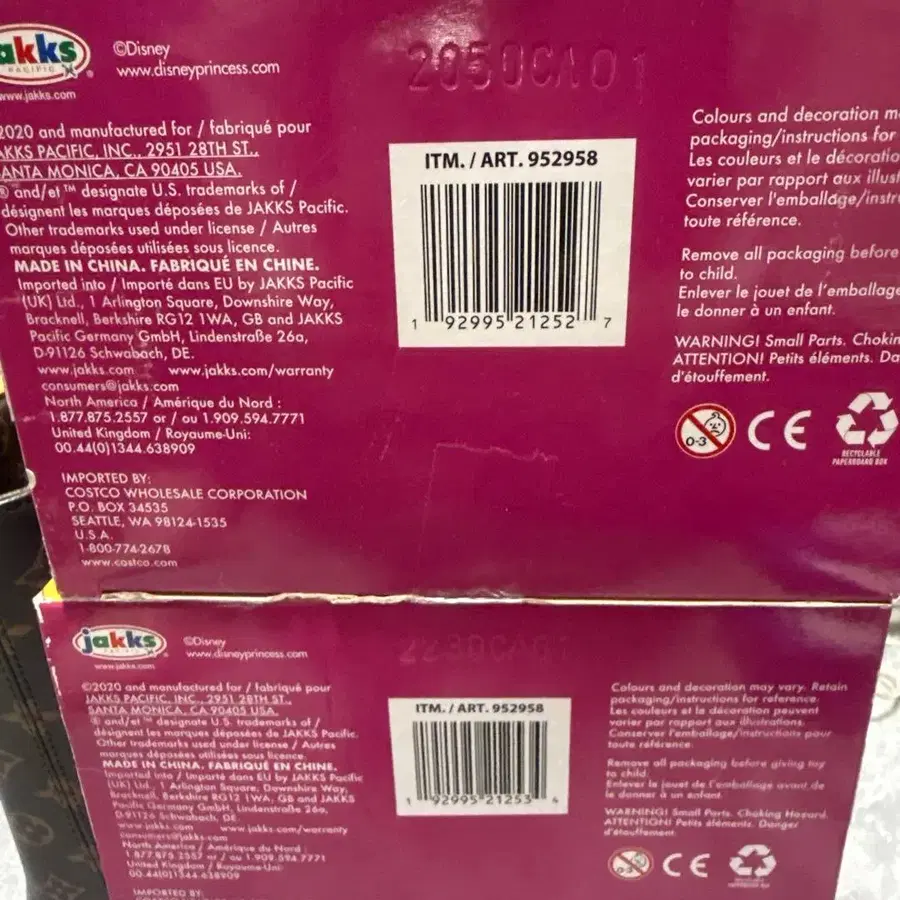 akks
PACIFIC
®
www.jakks.com
©Disney
www.disneyprincess.com
2050CA01
2020 and manufactured for / fabriqué pour
AKKS PACIFIC, INC., 2951 28TH ST.,
ANTA MONICA, CA 90405 USA.
® and/et ™ designate U.S. trademarks of /
désignent les marques déposées de JAKKS Pacific.
Other trademarks used under license / Autres
marques déposées utilisées sous licence.
MADE IN CHINA. FABRIQUÉ EN CHINE.
Imported into / Importé dans EU by JAKKS Pacific
(UK) Ltd., 1 Arlington Square, Downshire Way,
Bracknell, Berkshire RG12 1WA, GB and JAKKS
Pacific Germany GmbH, Lindenstraße 26a,
D-91126 Schwabach, DE.
www.jakks.com www.jakks.com/warranty
consumers@jakks.com
North America / Amérique du Nord :
1.877.875.2557 or / ou 1.909.594.7771
United Kingdom / Royaume-Uni:
00.44(0)1344.638909
IMPORTED BY:
COSTCO WHOLESALE CORPORATION
P.O. BOX 34535
SEATTLE, WA 98124-1535
U.S.A.
1-800-774-2678
www.costco.com
ITM. / ART. 952958
1 92995 21252 7
Colours and decoration m
packaging/instructions for
Les couleurs et le décoratio
varier par rapport aux illust
Conserver l'emballage/instru
toute référence.
Remove all packaging before
to child.
Enlever le jouet de l'emballage
le donner à un enfant.
WARNING! Small Parts. Chokin
ATTENTION! Petits éléments. Da
d'étouffement.
0-3
CE
RECYCLABLE
PAPERBOARD BOX
jakks
PACIFIC
®
www.jakks.com
©Disney
www.disneyprincess.com
©2020 and manufactured for / fabriqué pour
JAKKS PACIFIC, INC., 2951 28TH ST.,
SANTA MONICA, CA 90405 USA.
® and/et ™ designate U.S. trademarks of /
désignent les marques déposées de JAKKS Pacific.
Other trademarks used under license / Autres
marques déposées utilisées sous licence.
MADE IN CHINA. FABRIQUÉ EN CHINE.
Imported into / Importé dans EU by JAKKS Pacific
(UK) Ltd., 1 Arlington Square, Downshire Way,
Bracknell, Berkshire RG12 1WA, GB and JAKKS
Pacific Germany GmbH, Lindenstraße 26a,
D-91126 Schwabach, DE.
www.jakks.com www.jakks.com/warranty
consumers@jakks.com
North America / Amérique du Nord :
1.877.875.2557 or / ou 1.909.594.7771
United Kingdom / Royaume-Uni:
00.44(0)1344.638909
IMPORTED BY:
ITM. / ART. 952958
1 92995 21253 4
Colours and decoration may vary. Retain
packaging/instructions for reference.
Les couleurs et le décoration peuvent
varier par rapport aux illustrations.
Conserver l'emballage/instructions pour
toute référence.
Remove all packaging before giving toy
to child.
Enlever le jouet de l'emballage avant de
le donner à un enfant.
WARNING! Small Parts. Choking Hazard.
ATTENTION! Petits éléments. Danger
d'étouffement.
0-3
CE